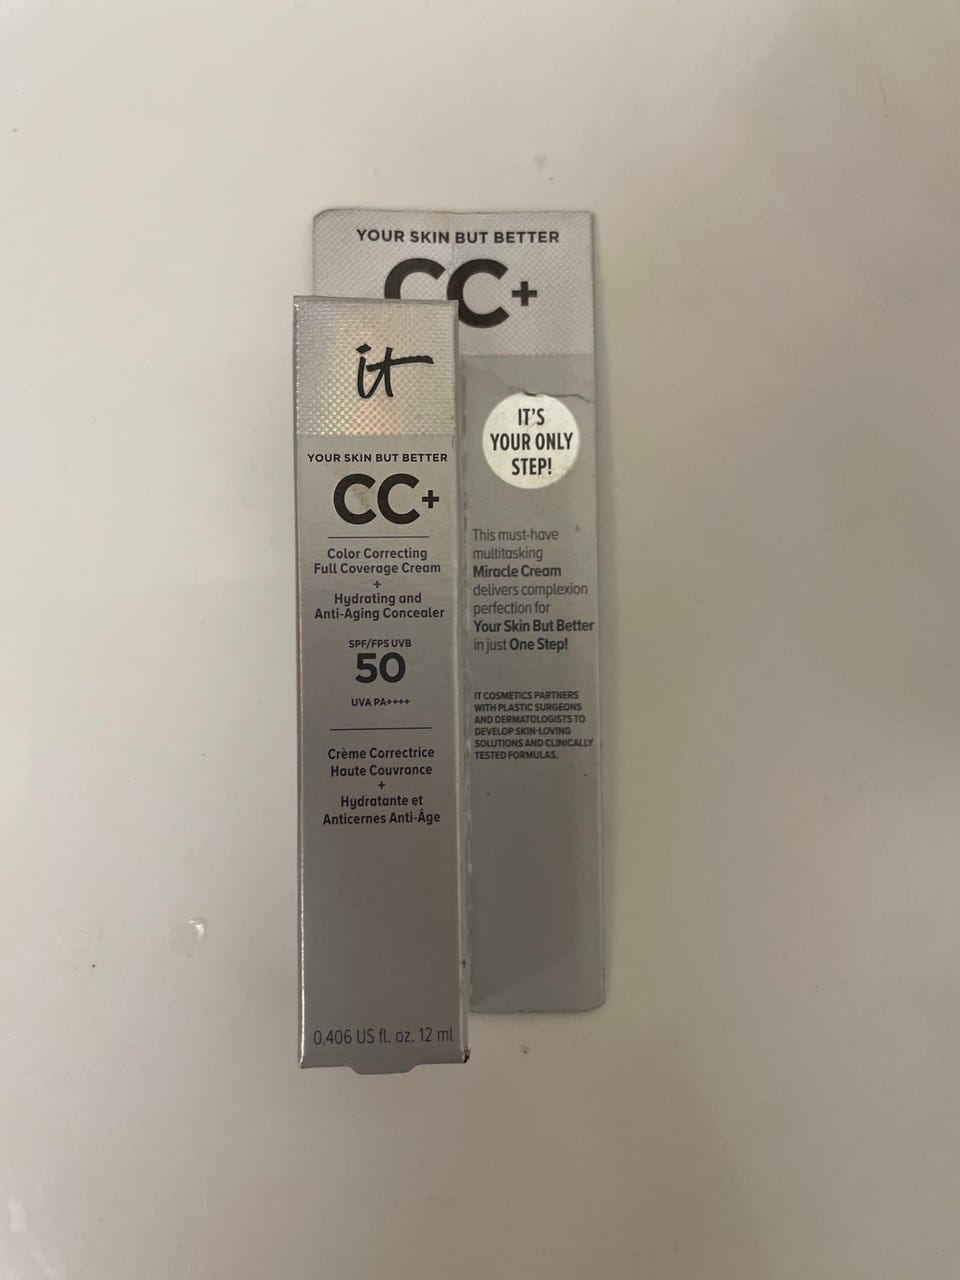 YOUR SKIN BUT BETTER
CC+
it
YOUR SKIN BUT BETTER
CC+
Color Correcting
Full Coverage Cream
+
Hydrating and
Anti-Aging Concealer
SPF/FPS UVB
50
UVA PA++++
Crème Correctrice
Haute Couvrance
+
Hydratante et
Anticernes Anti-Âge
0.406 US fl. oz. 12 ml
IT'S
YOUR ONLY
STEP!
This must-have
multitasking
Miracle Cream
delivers complexion
perfection for
Your Skin But Better
in just One Step!
IT COSMETICS PARTNERS
WITH PLASTIC SURGEONS
AND DERMATOLOGISTS TO
DEVELOP SKIN-LOVING
SOLUTIONS AND CLINICALLY
TESTED FORMULAS.